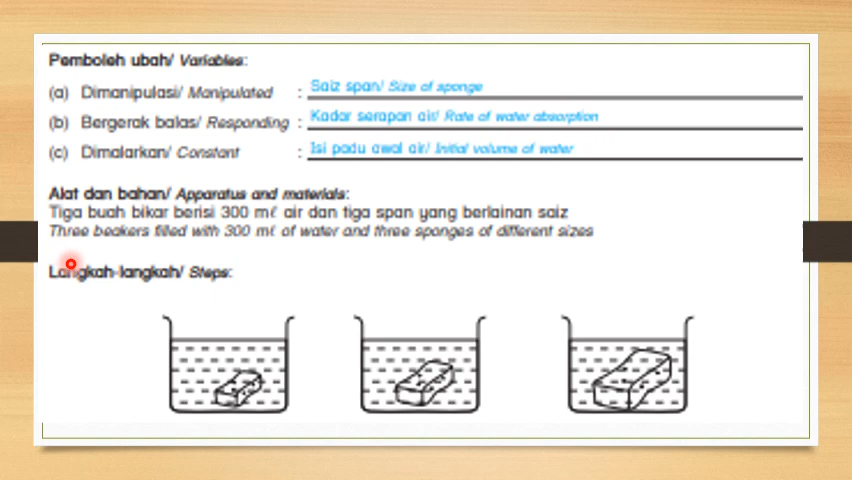 Pemboleh ubah/ Variables:
(a) Dimanipulasi/ Manipulated : Saiz span/ Size of sponge
(b) Bergerak balas/ Responding : Kadar serapan air/ Rate of water absorption
(c) Dimalarkan/ Constant : Isi padu awal air/ Initial volume of water
Alat dan bahan/ Apparatus and materials:
Tiga buah bikar berisi 300 mℓ air dan tiga span yang berlainan saiz
Three beakers filled with 300 mℓ of water and three sponges of different sizes
Langkah-langkah/ Steps: